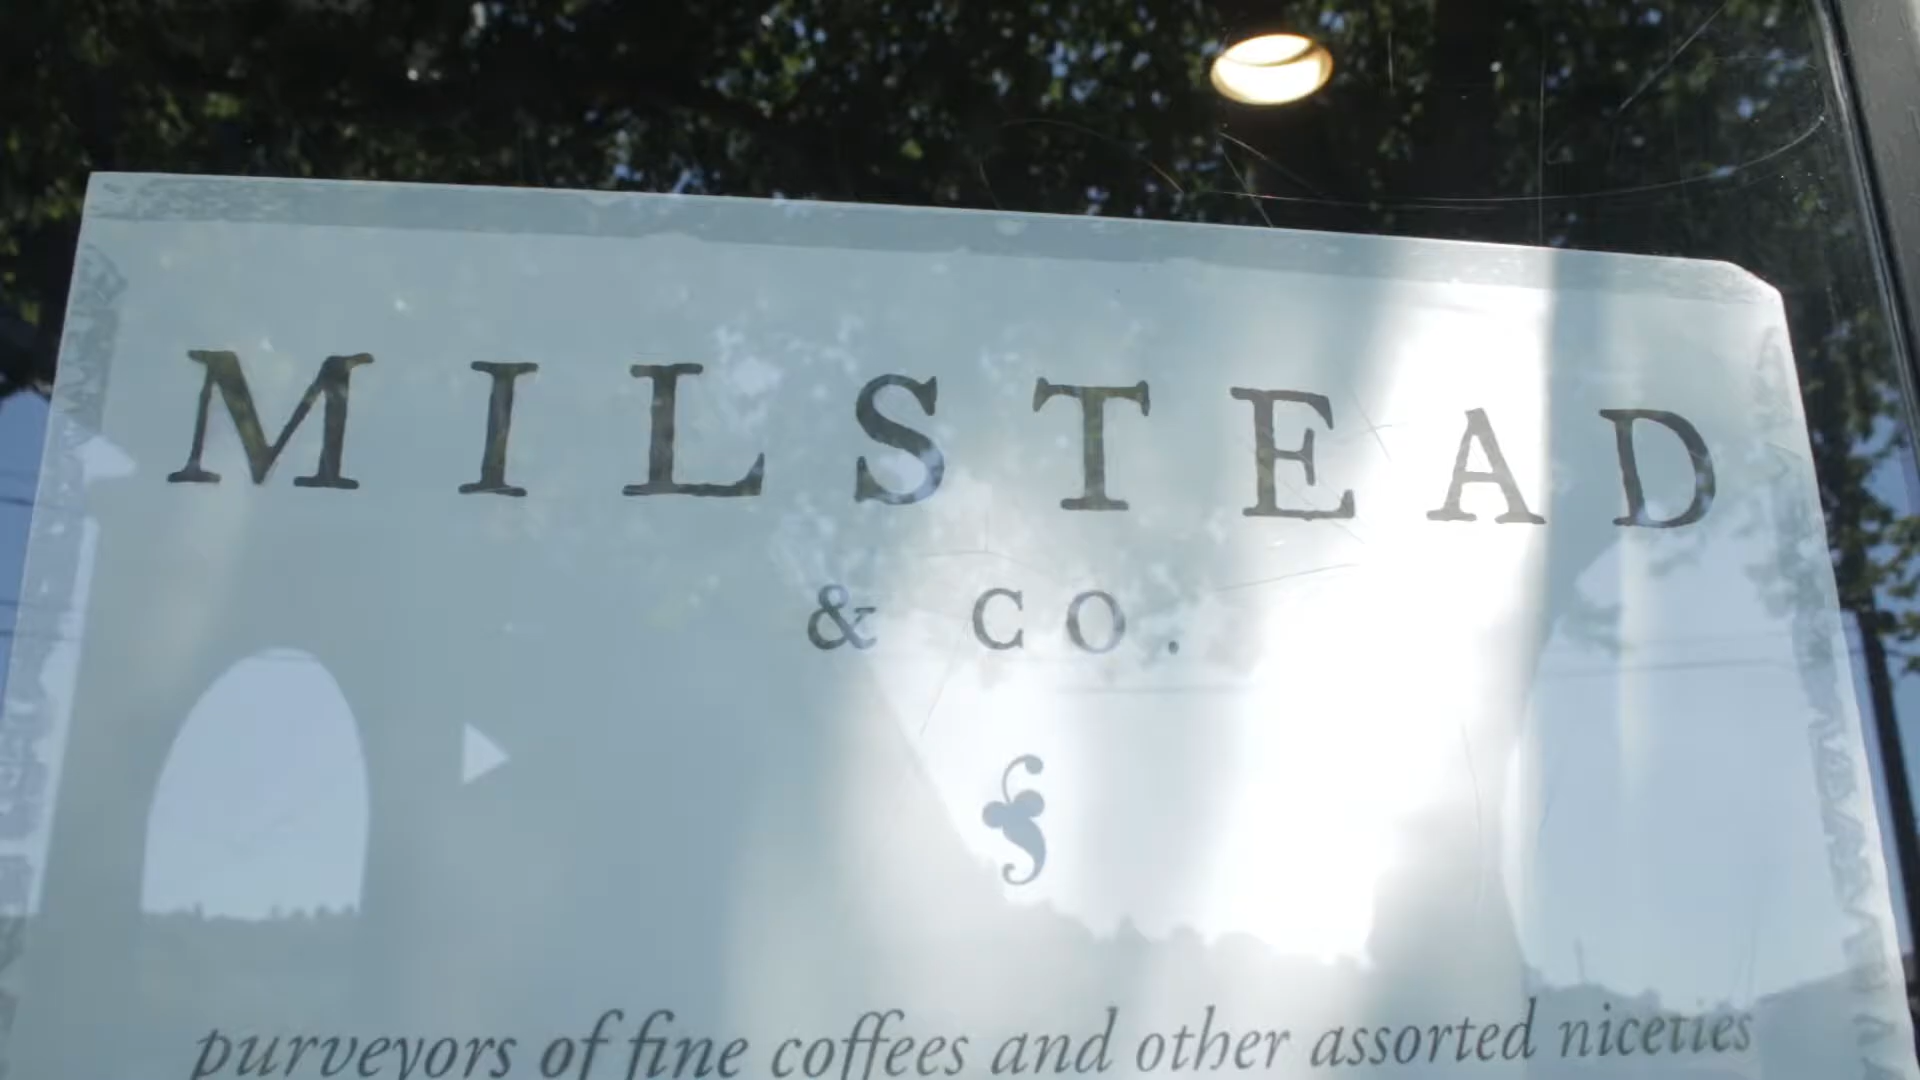 MILSTEAD
& CO.
purveyors of fine coffees and other assorted niceties